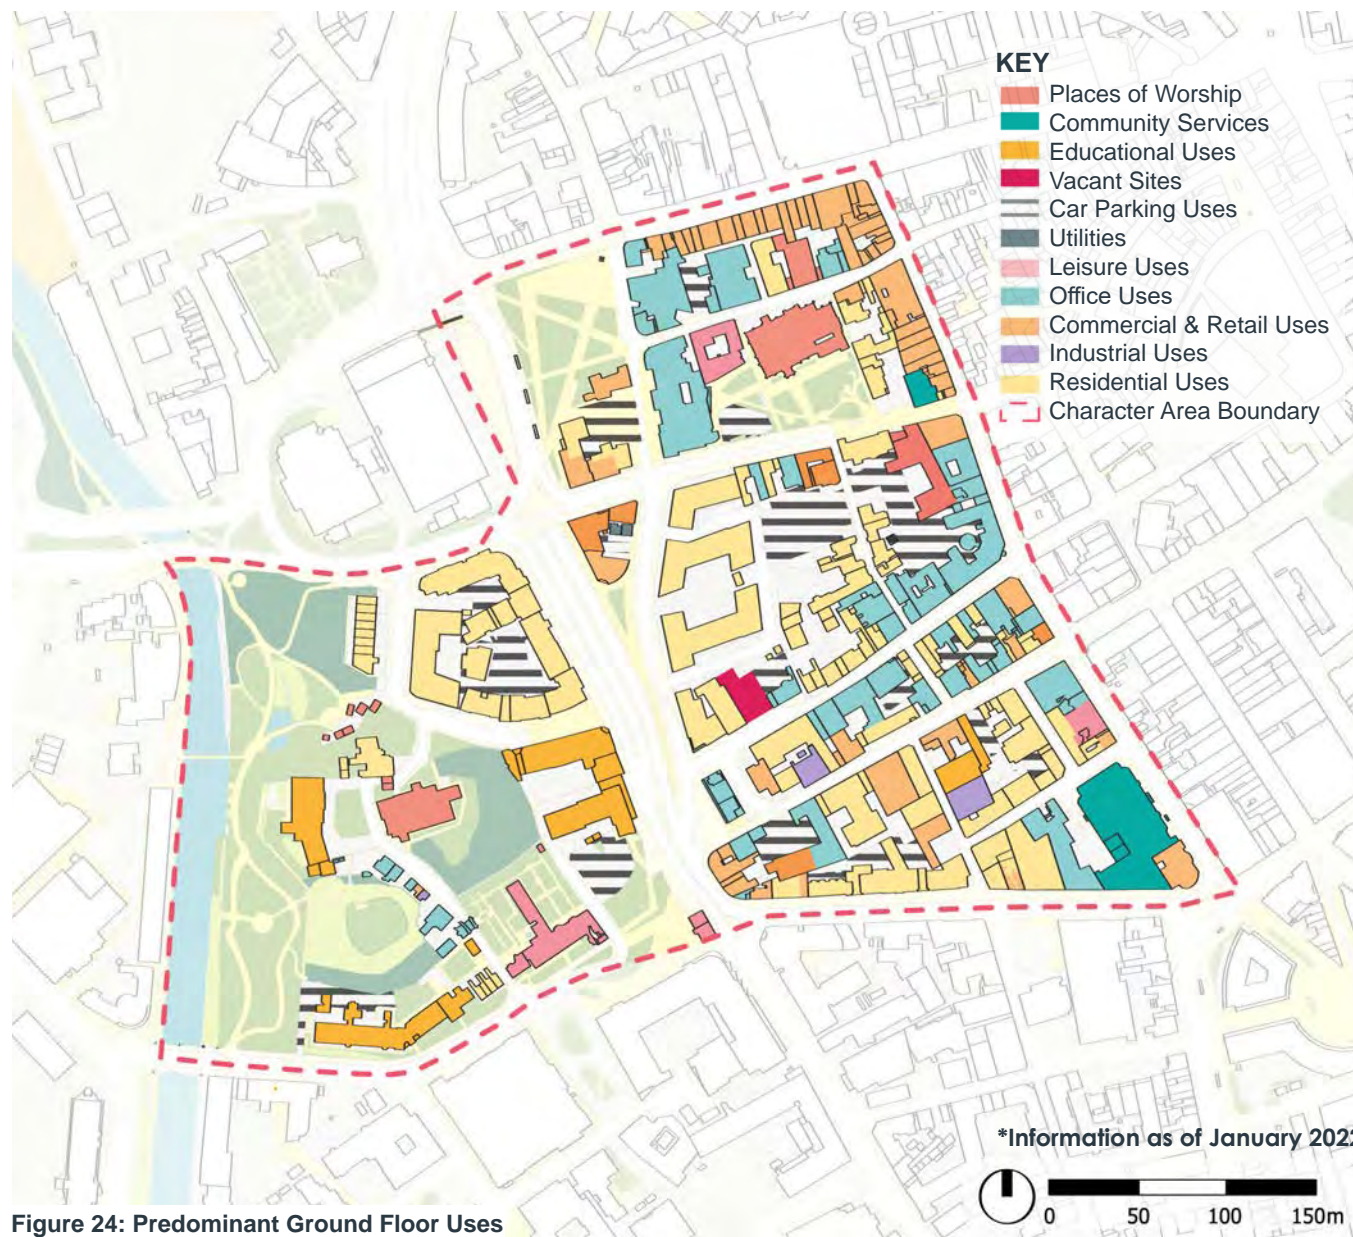 KEY
Places of Worship
Community Services
Educational Uses
Vacant Sites
Car Parking Uses
Utilities
Leisure Uses
Office Uses
Commercial & Retail Uses
Industrial Uses
Residential Uses
Character Area Boundary
*Information as of January 2022
0 50 100 150m
Figure 24: Predominant Ground Floor Uses